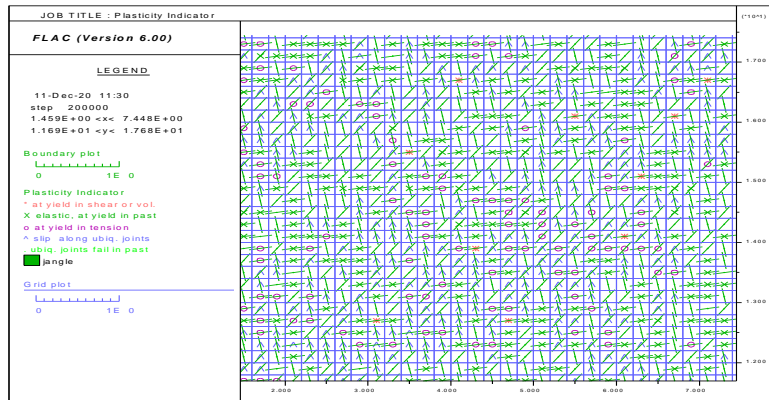 JOB TITLE : Plasticity Indicator
(*10^1)
FLAC (Version 6.00)
LEGEND
11-Dec-20 11:30
step 200000
1.459E+00 <x< 7.448E+00
1.169E+01 <y< 1.768E+01
Boundary plot
0 1E 0
Plasticity Indicator
* at yield in shear or vol.
X elastic, at yield in past
o at yield in tension
^ slip along ubiq. joints
. ubiq. joints fail in past
jangle
Grid plot
0 1E 0
1.700
1.600
1.500
1.400
1.300
1.200
2.000 3.000 4.000 5.000 6.000 7.000